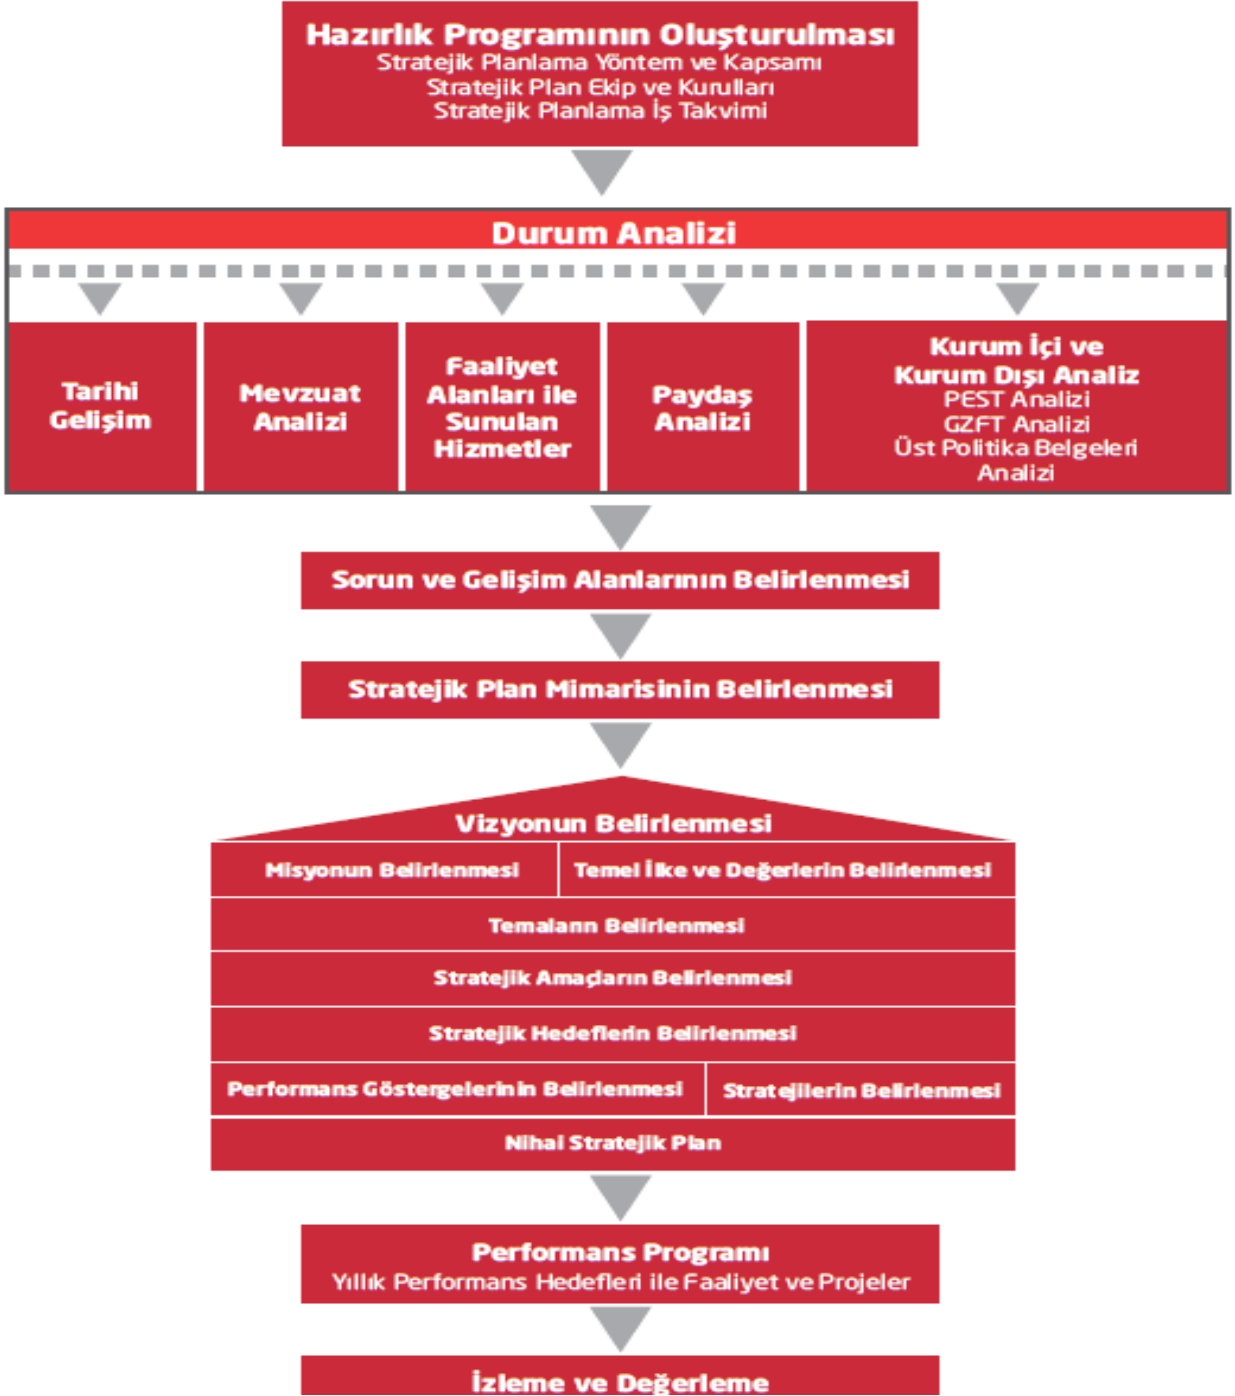 Hazırlık Programının Oluşturulması
Stratejik Planlama Yöntem ve Kapsamı
Stratejik Plan Ekip ve Kurulları
Stratejik Planlama İş Takvimi
Durum Analizi
Tarihi
Gelişim
Mevzuat
Analizi
Faaliyet
Alanları ile
Sunulan
Hizmetler
Paydaş
Analizi
Kurum İçi ve
Kurum Dışı Analiz
PEST Analizi
GZFT Analizi
Üst Politika Belgeleri
Analizi
Sorun ve Gelişim Alanlarının Belirlenmesi
Stratejik Plan Mimarisinin Belirlenmesi
Vizyonun Belirlenmesi
Misyonun Belirlenmesi
Temel İlke ve Değerlerin Belirlenmesi
Temaların Belirlenmesi
Stratejik Amaçların Belirlenmesi
Stratejik Hedeflerin Belirlenmesi
Performans Göstergelerinin Belirlenmesi
Stratejilerin Belirlenmesi
Nihai Stratejik Plan
Performans Programı
Yıllık Performans Hedefleri ile Faaliyet ve Projeler
İzleme ve Değerleme